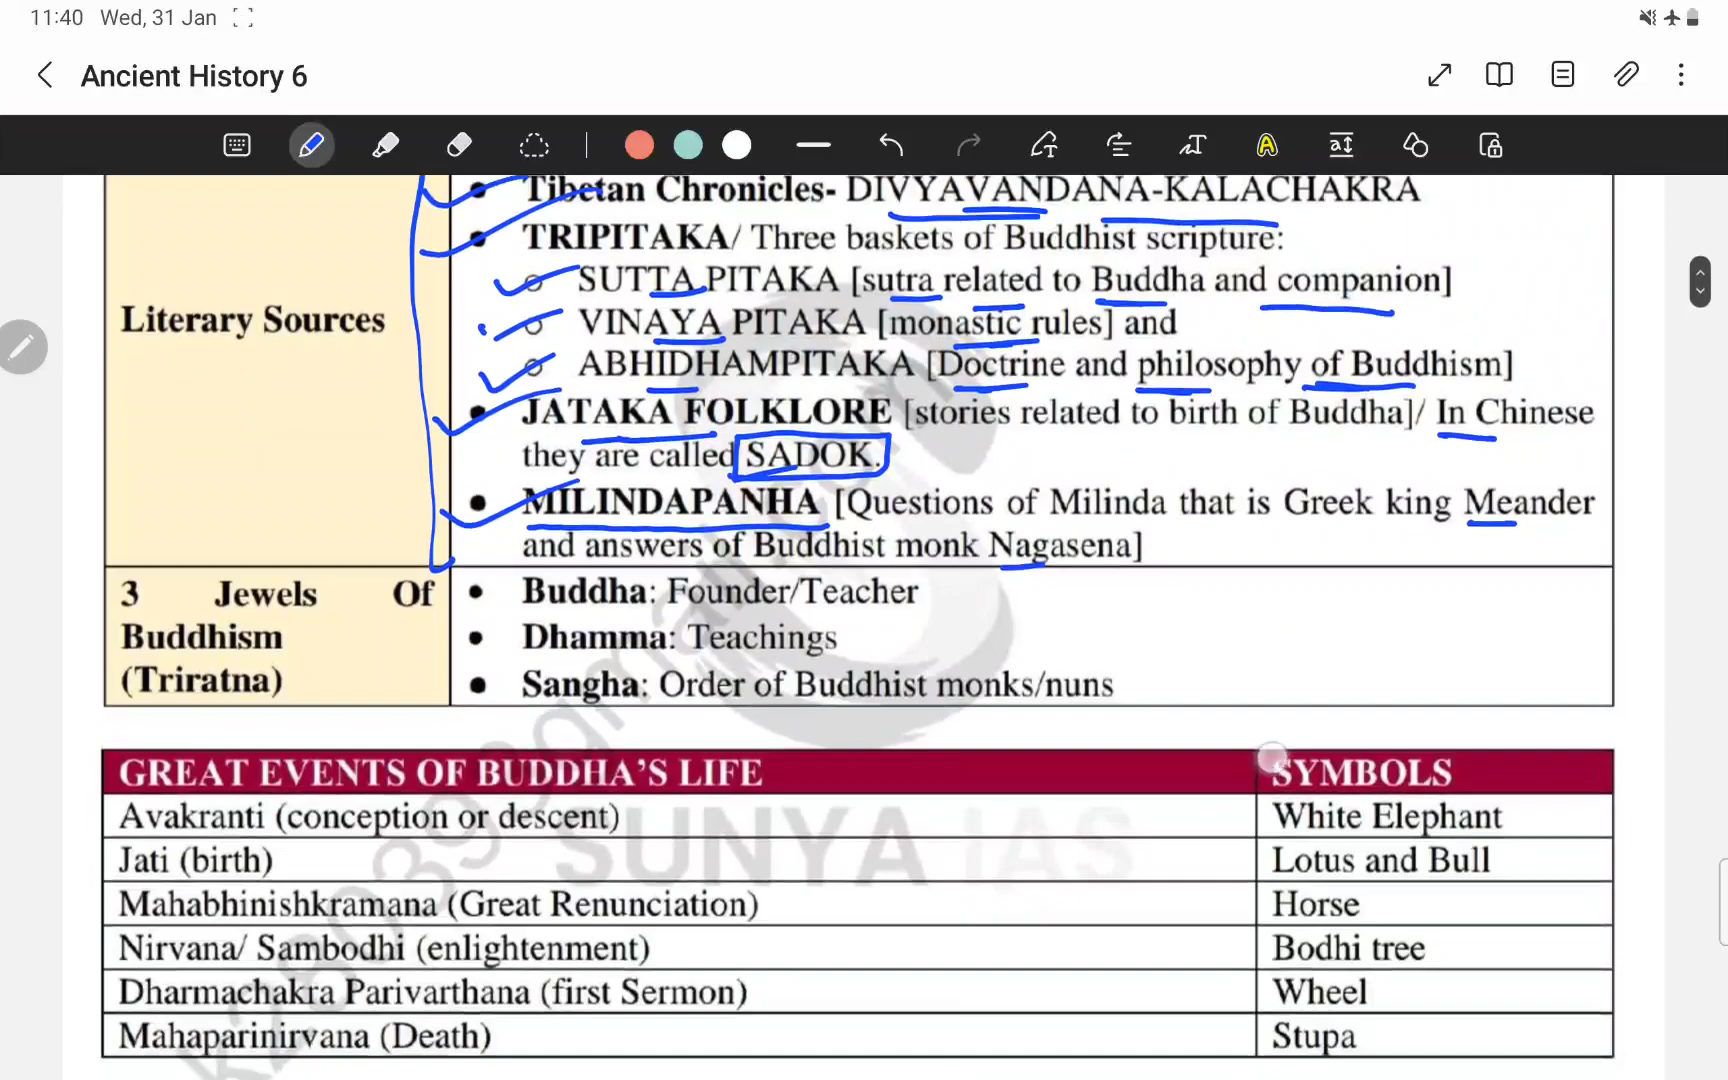 11:40 Wed, 31 Jan
Ancient History 6
Tibetan Chronicles- DIVYAVANDANA-KALACHAKRA
TRIPITAKA/ Three baskets of Buddhist scripture:
SUTTA PITAKA [sutra related to Buddha and companion]
Literary Sources
VINAYA PITAKA [monastic rules] and
ABHIDHAMPITAKA [Doctrine and philosophy of Buddhism]
JATAKA FOLKLORE [stories related to birth of Buddha]/ In Chinese
they are called SADOK.
MILINDAPANHA [Questions of Milinda that is Greek king Meander
and answers of Buddhist monk Nagasena]
3 Jewels Of
Buddhism
(Triratna)
Buddha: Founder/Teacher
Dhamma: Teachings
Sangha: Order of Buddhist monks/nuns
GREAT EVENTS OF BUDDHA'S LIFE SYMBOLS
Avakranti (conception or descent) White Elephant
Jati (birth) Lotus and Bull
Mahabhinishkramana (Great Renunciation) Horse
Nirvana/ Sambodhi (enlightenment) Bodhi tree
Dharmachakra Parivarthana (first Sermon) Wheel
Mahaparinirvana (Death) Stupa
SUNYA IAS